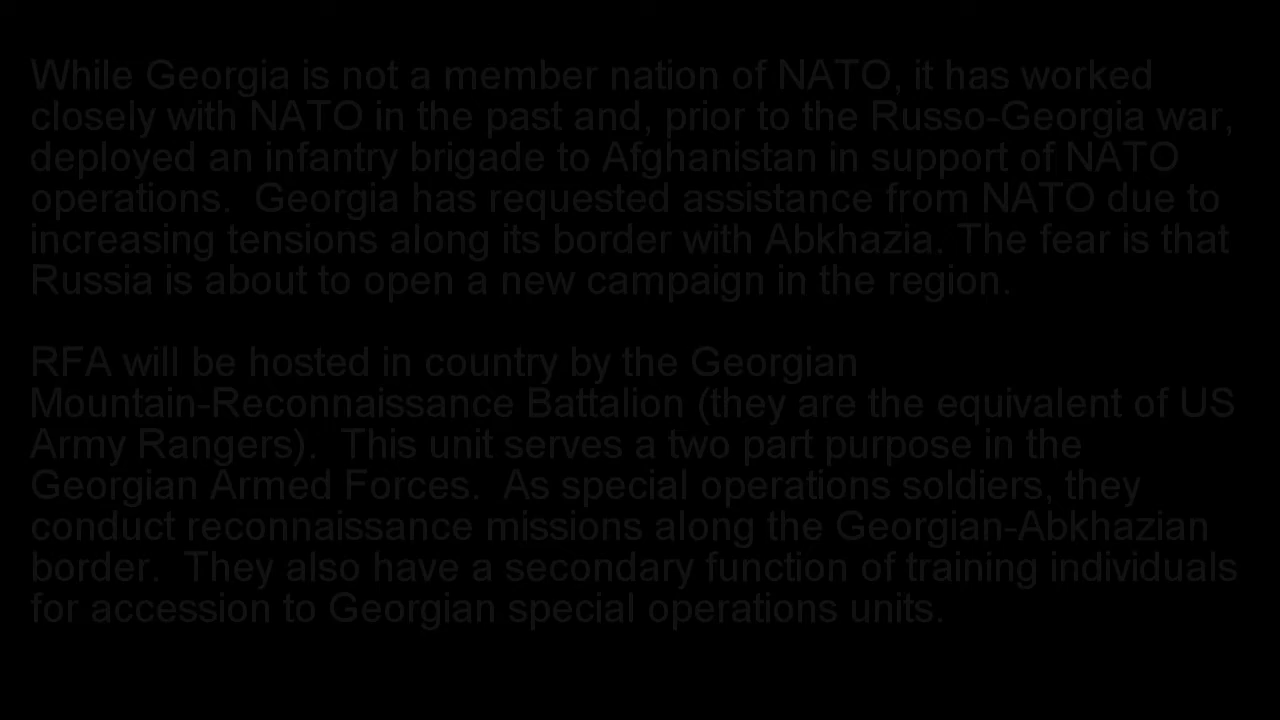 While Georgia is not a member nation of NATO, it has worked
closely with NATO in the past and, prior to the Russo-Georgia war,
deployed an infantry brigade to Afghanistan in support of NATO
operations.  Georgia has requested assistance from NATO due to
increasing tensions along its border with Abkhazia. The fear is that
Russia is about to open a new campaign in the region.

RFA will be hosted in country by the Georgian
Mountain-Reconnaissance Battalion (they are the equivalent of US
Army Rangers).  This unit serves a two part purpose in the
Georgian Armed Forces.  As special operations soldiers, they
conduct reconnaissance missions along the Georgian-Abkhazian
border.  They also have a secondary function of training individuals
for accession to Georgian special operations units.